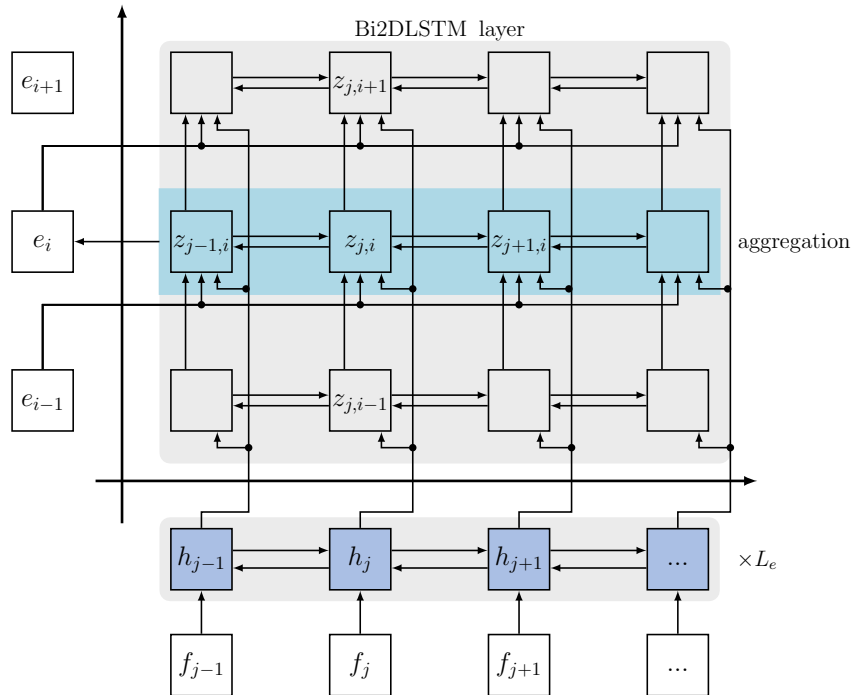 Bi2DLSTM layer
e_{i+1}
z_{j,i+1}
e_i
z_{j-1,i}
z_{j,i}
z_{j+1,i}
aggregation
e_{i-1}
z_{j,i-1}
h_{j-1}
h_j
h_{j+1}
...
×L_e
f_{j-1}
f_j
f_{j+1}
...